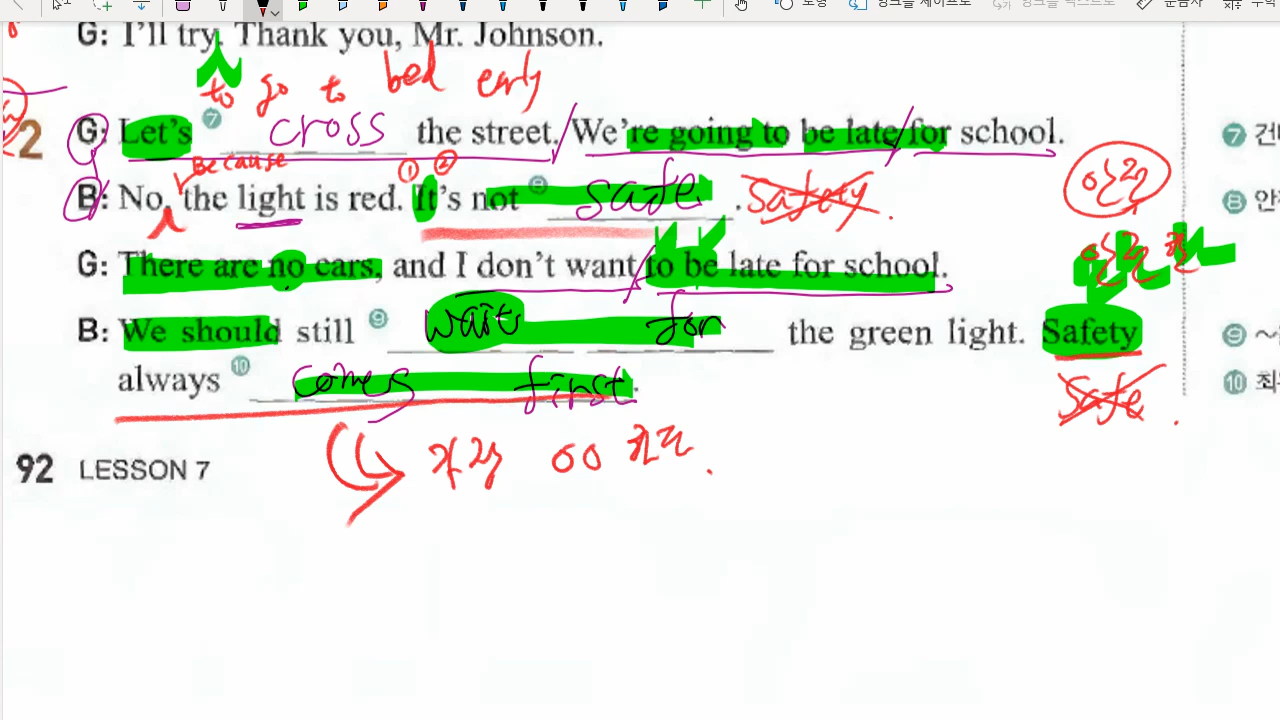 G: I'll try. Thank you, Mr. Johnson.
to go to bed early
2 G: Let's ⑦ cross the street. We're going to be late for school.
⑦ 건
because
① ②
B: No, the light is red. It's not ⑧ safe. Safety.
⑧ 안
안전
G: There are no cars, and I don't want to be late for school.
안전한
B: We should still ⑨ wait for the green light. Safety
⑨ ~
always ⑩ comes first.
Safe.
⑩ 최
가장
92 LESSON 7